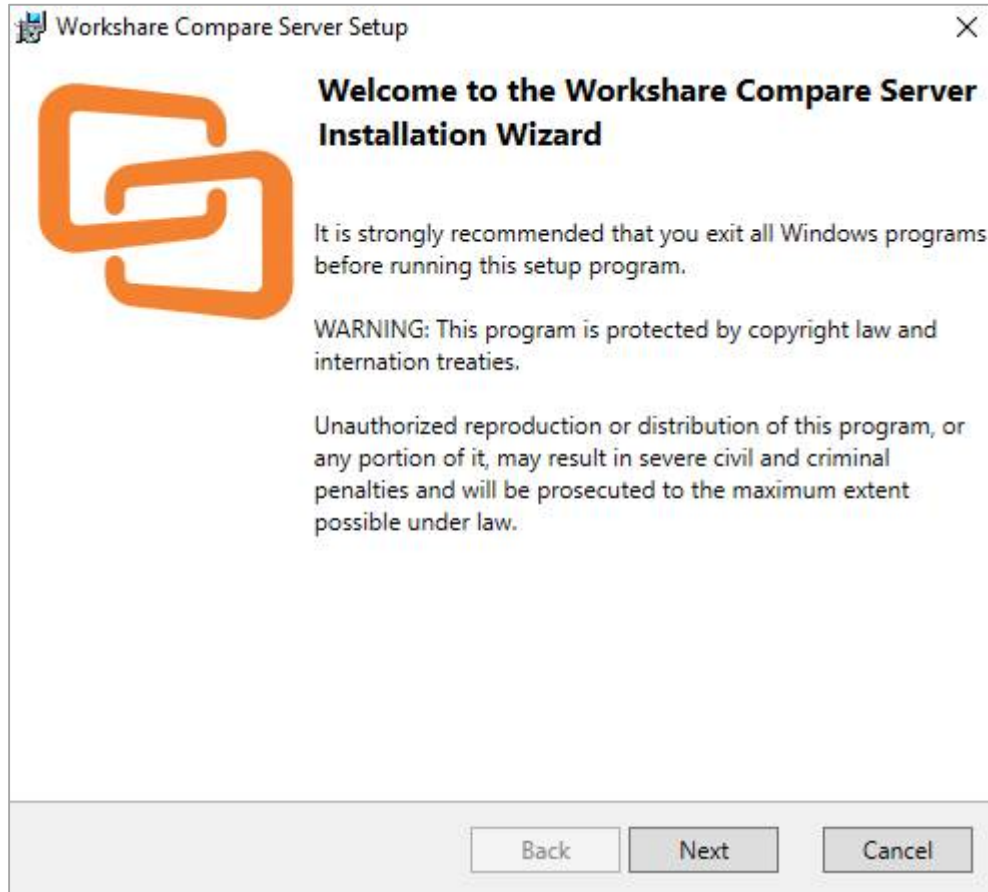 Workshare Compare Server Setup
Welcome to the Workshare Compare Server
Installation Wizard
It is strongly recommended that you exit all Windows programs
before running this setup program.
WARNING: This program is protected by copyright law and
internation treaties.
Unauthorized reproduction or distribution of this program, or
any portion of it, may result in severe civil and criminal
penalties and will be prosecuted to the maximum extent
possible under law.
Back Next Cancel